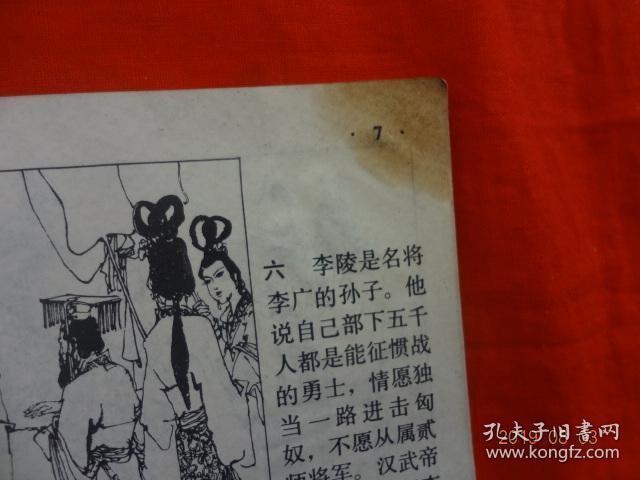 · 7 ·
六 李陵是名将
李广的孙子。他
说自己部下五千
人都是能征惯战
的勇士，情愿独
当一路进击匈
奴，不愿从属贰
师将军。汉武帝
2019 05 03
孔夫子旧书网
www.kongfz.com